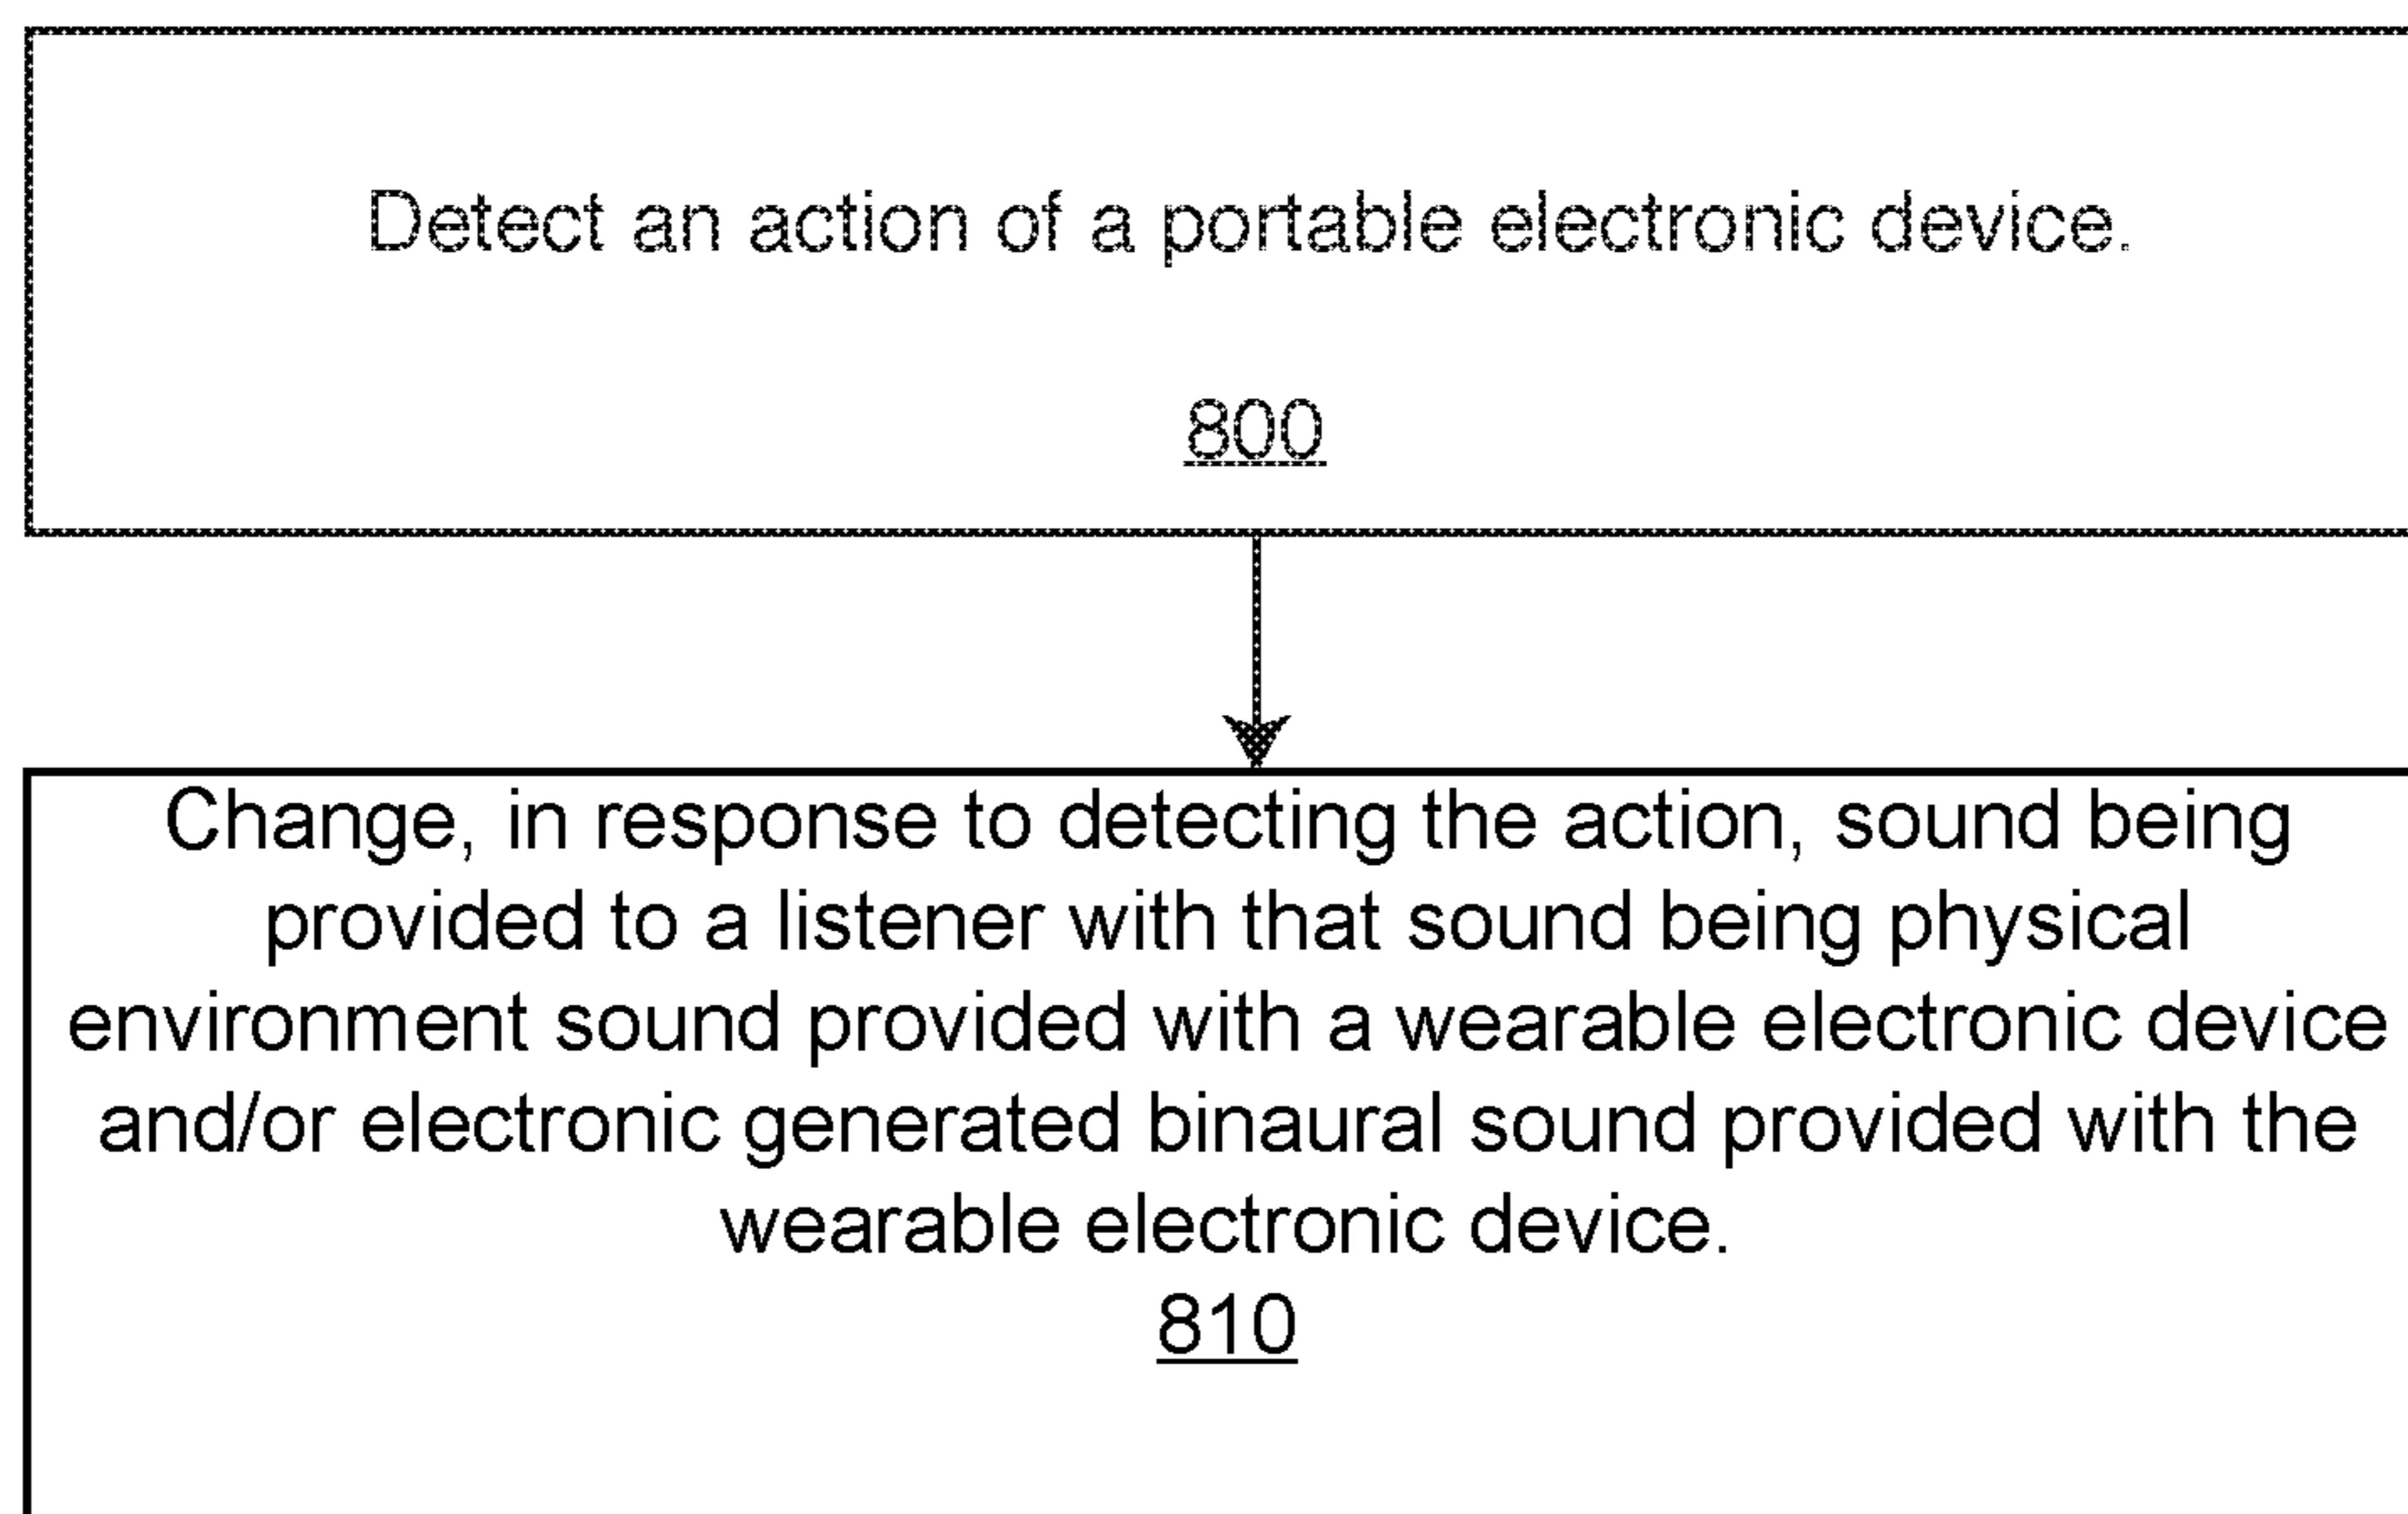 Detect an action of a portable electronic device.
800
Change, in response to detecting the action, sound being
provided to a listener with that sound being physical
environment sound provided with a wearable electronic device
and/or electronic generated binaural sound provided with the
wearable electronic device.
810